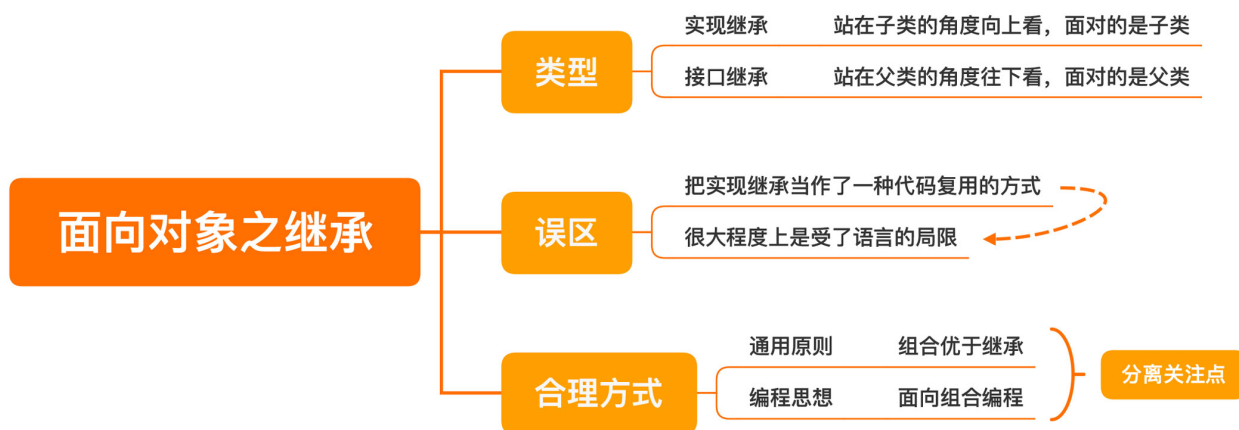 面向对象之继承
类型
实现继承 站在子类的角度向上看，面对的是子类
接口继承 站在父类的角度往下看，面对的是父类
误区
把实现继承当作了一种代码复用的方式
很大程度上是受了语言的局限
合理方式
通用原则 组合优于继承
编程思想 面向组合编程
分离关注点